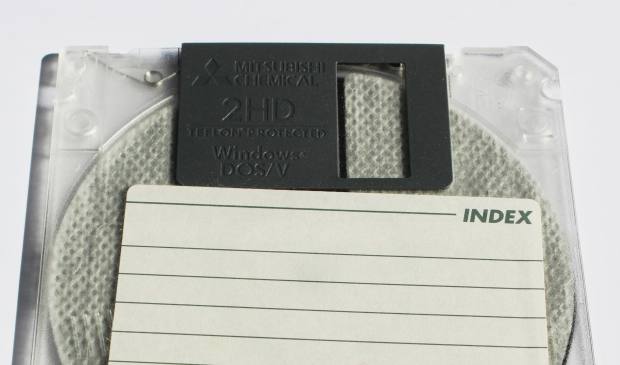 MITSUBISHI
CHEMICAL
2HD
TEFLON® PROTECTED
Windows®
DOS/V
INDEX